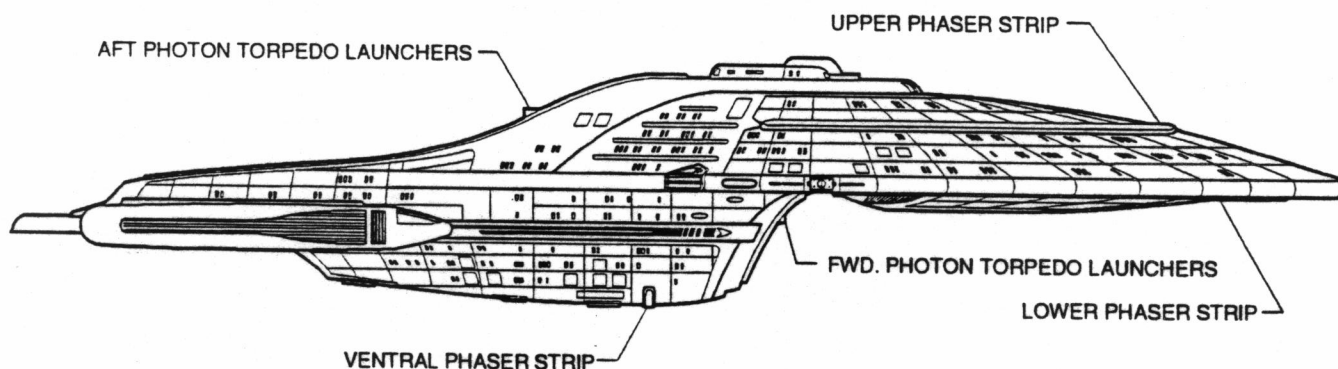 UPPER PHASER STRIP
AFT PHOTON TORPEDO LAUNCHERS
FWD. PHOTON TORPEDO LAUNCHERS
LOWER PHASER STRIP
VENTRAL PHASER STRIP